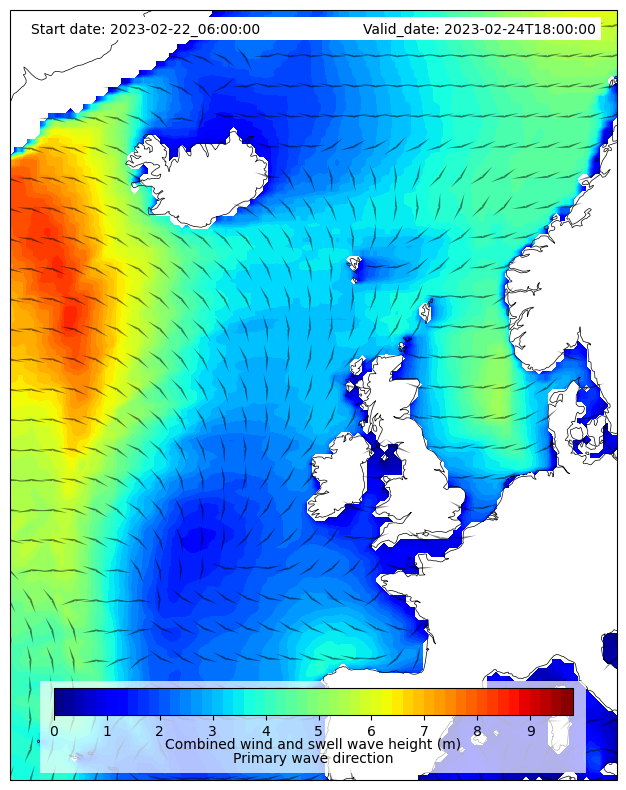 Start date: 2023-02-22_06:00:00 Valid_date: 2023-02-24T18:00:00
0 1 2 3 4 5 6 7 8 9
Combined wind and swell wave height (m)
Primary wave direction